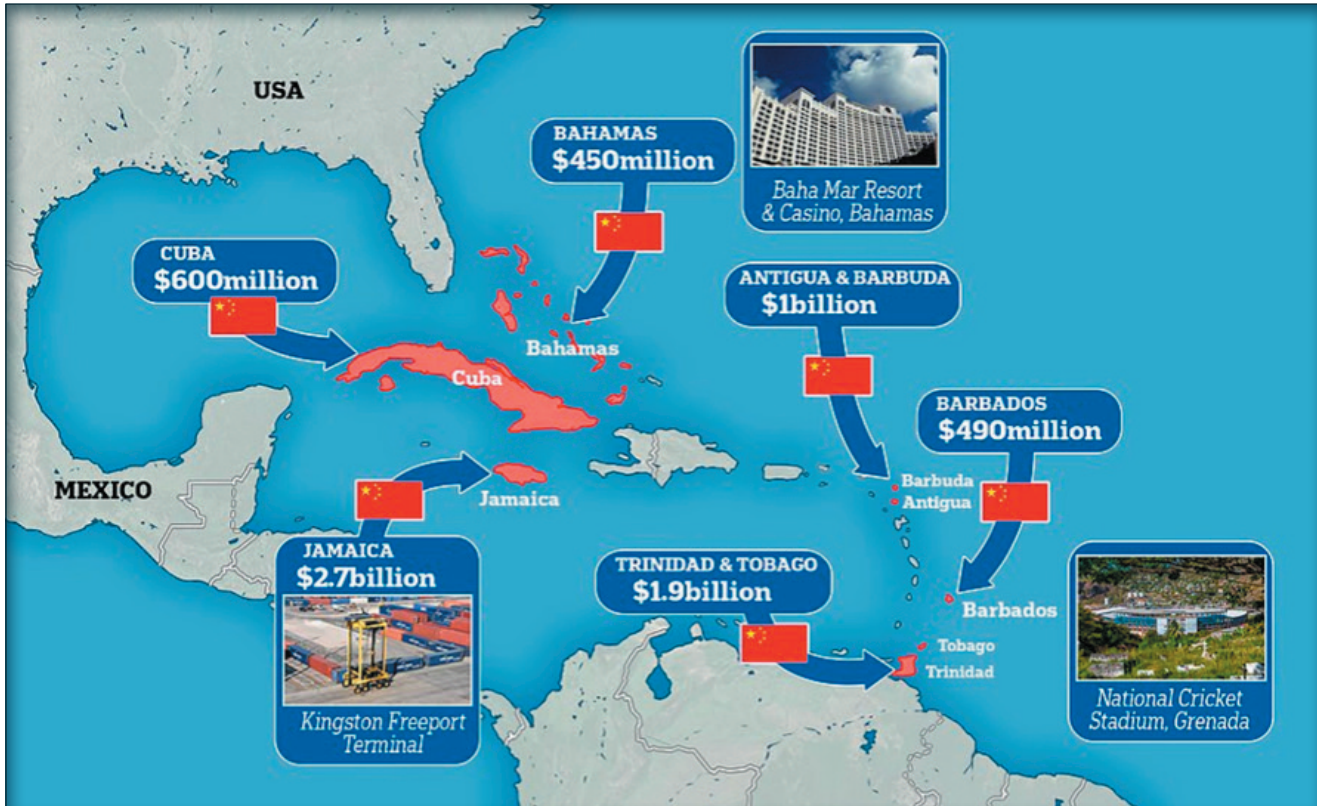 USA
BAHAMAS
$450million
Baha Mar Resort
& Casino, Bahamas
CUBA
$600million
ANTIGUA & BARBUDA
$1billion
Bahamas
Cuba
BARBADOS
$490million
MEXICO
Jamaica
Barbuda
Antigua
JAMAICA
$2.7billion
Kingston Freeport
Terminal
TRINIDAD & TOBAGO
$1.9billion
Barbados
Tobago
Trinidad
National Cricket
Stadium, Grenada